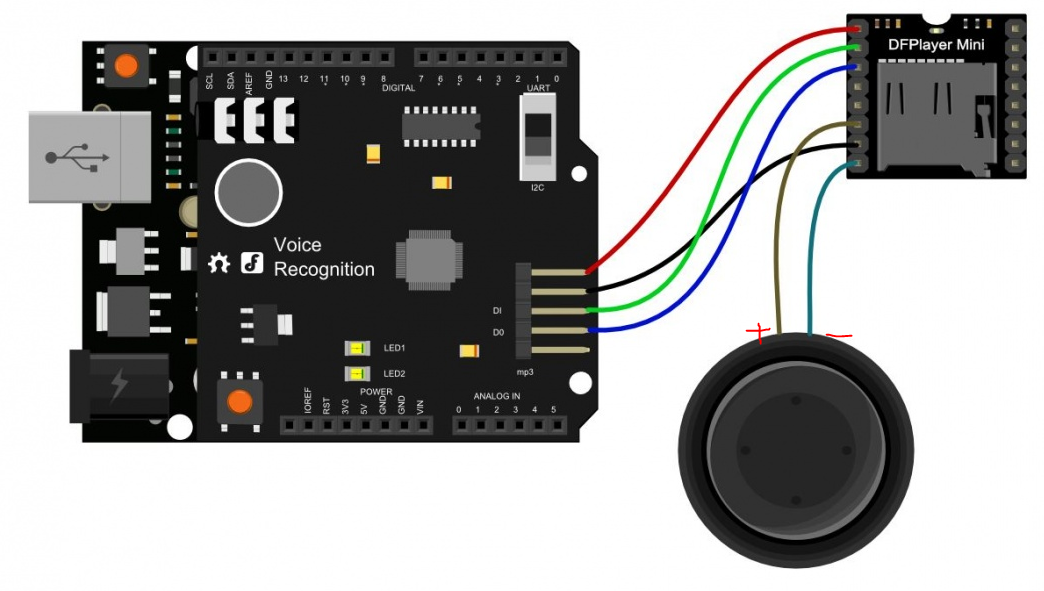 DFPlayer Mini
SCL SDA AREF GND 13 12 11 10 9 8 7 6 5 4 3 2 1 0
* * * * * *
DIGITAL
UART
I2C
Voice
Recognition
DI
D0
LED1
LED2
mp3
POWER
ANALOG IN
IOREF RST 3V3 5V GND GND VIN 0 1 2 3 4 5
+ −